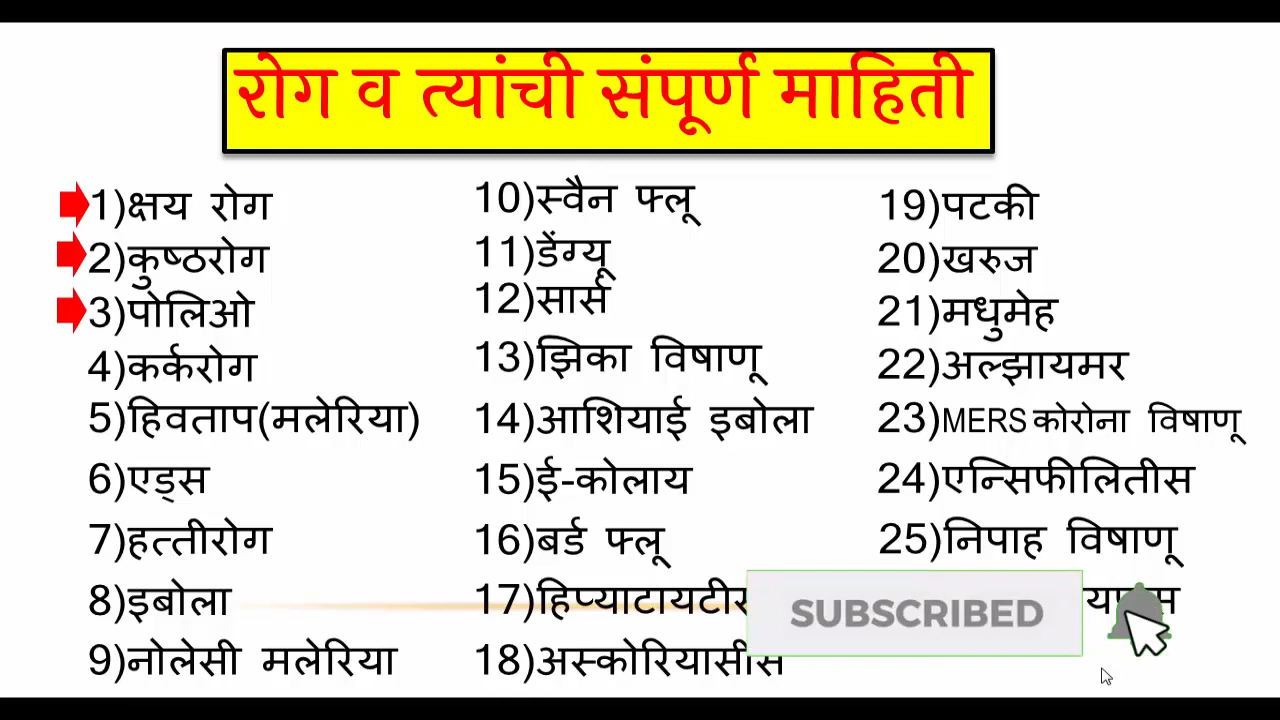 रोग व त्यांची संपूर्ण माहिती
1)क्षय रोग
2)कुष्ठरोग
3)पोलिओ
4)कर्करोग
5)हिवताप(मलेरिया)
6)एड्स
7)हत्तीरोग
8)इबोला
9)नोलेसी मलेरिया
10)स्वैन फ्लू
11)डेंग्यू
12)सार्स
13)झिका विषाणू
14)आशियाई इबोला
15)ई-कोलाय
16)बर्ड फ्लू
17)हिप्याटायटीस
18)अस्कोरियासीस
19)पटकी
20)खरुज
21)मधुमेह
22)अल्झायमर
23)MERS कोरोना विषाणू
24)एन्सिफीलितीस
25)निपाह विषाणू
SUBSCRIBED